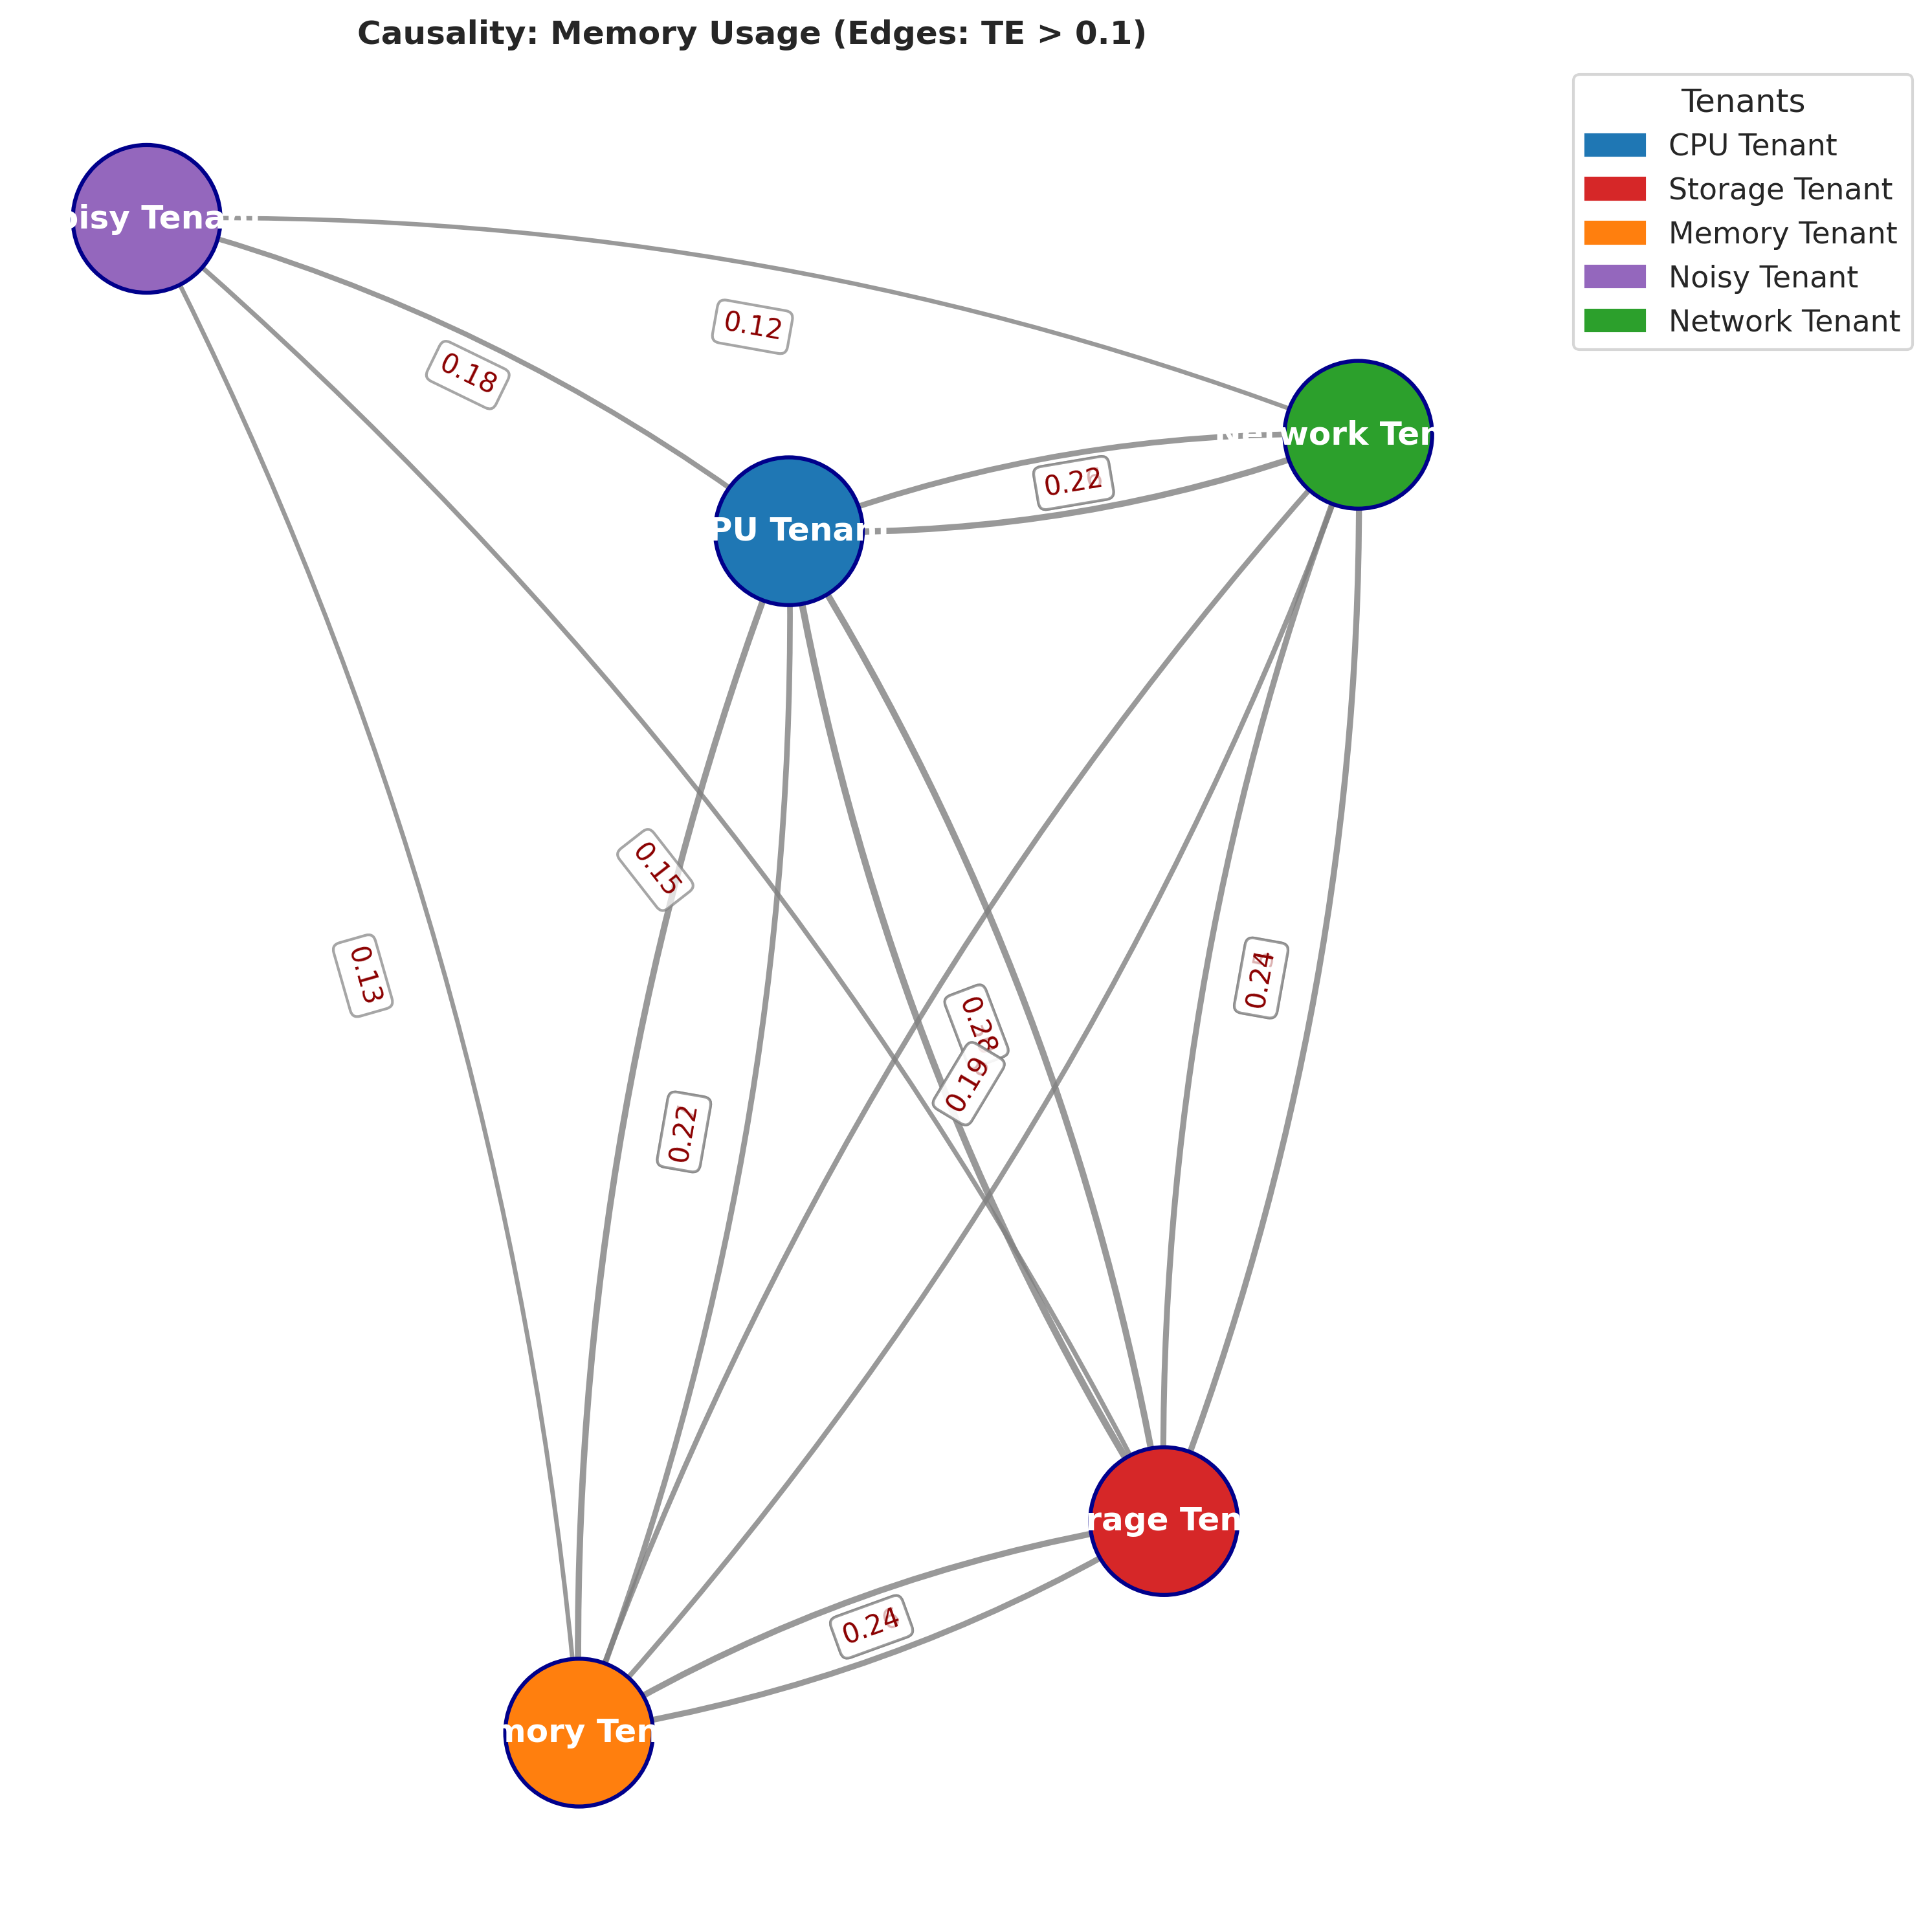 Causality: Memory Usage (Edges: TE > 0.1)
Tenants
CPU Tenant
Storage Tenant
Memory Tenant
Noisy Tenant
Network Tenant
oisy Tena
0.12
0.18
work Ten
0.22
PU Tenan
0.15
0.13
0.24
0.28
0.19
0.22
rage Ten
0.24
mory Ten